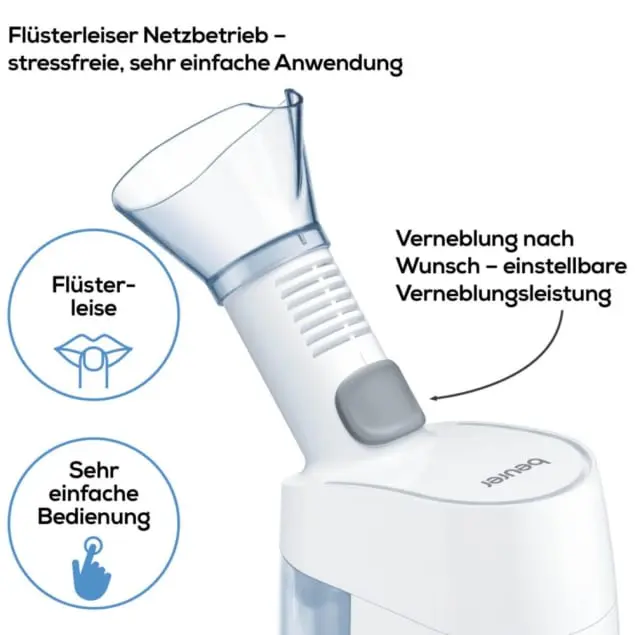 Flüsterleiser Netzbetrieb –
stressfreie, sehr einfache Anwendung
Verneblung nach
Wunsch – einstellbare
Verneblungsleistung
Flüster-
leise
Sehr
einfache
Bedienung
beurer